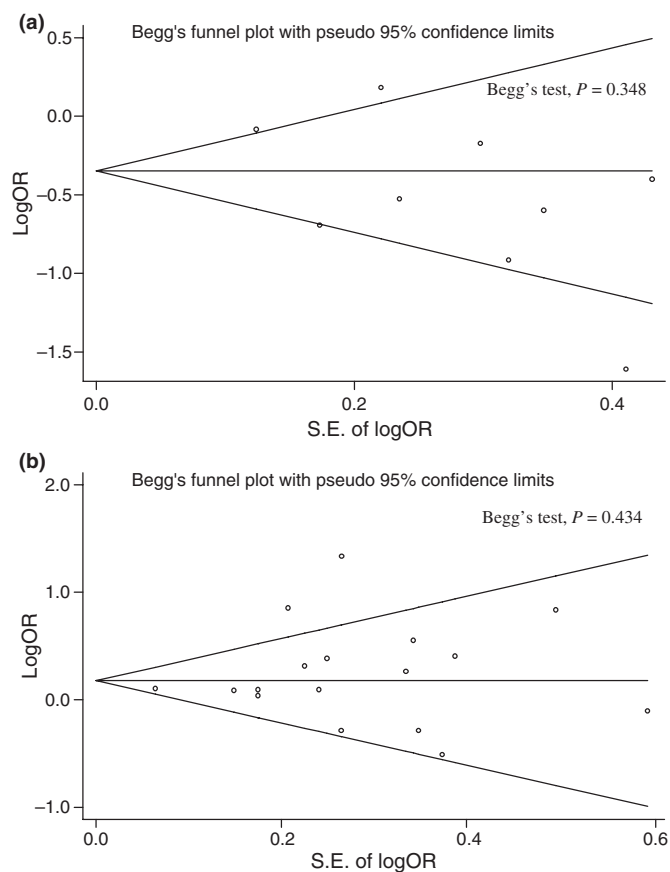 (a)
Begg's funnel plot with pseudo 95% confidence limits
0.5
Begg's test, P = 0.348
0.0
LogOR
−0.5
−1.0
−1.5
0.0 0.2 0.4
S.E. of logOR
(b)
Begg's funnel plot with pseudo 95% confidence limits
2.0
Begg's test, P = 0.434
1.0
LogOR
0.0
−1.0
0.0 0.2 0.4 0.6
S.E. of logOR